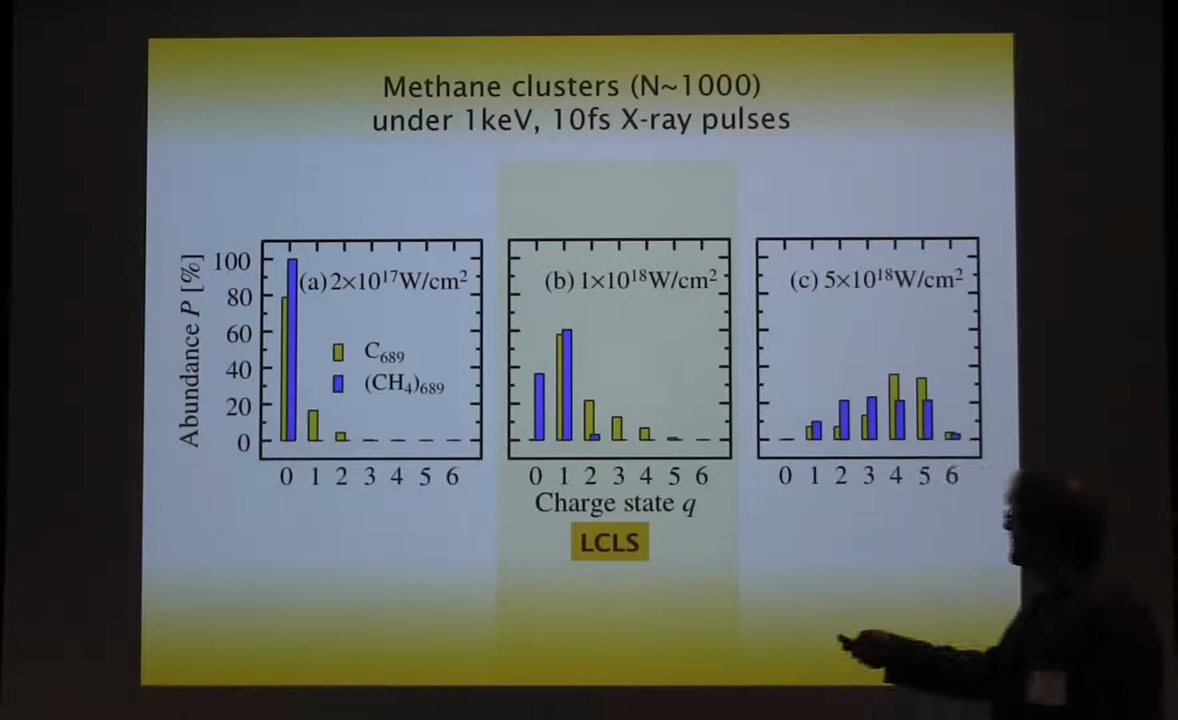 Methane clusters (N~1000)
under 1keV, 10fs X-ray pulses
Abundance P [%]
100
80
60
40
20
0
(a) 2×10¹⁷W/cm²
C₆₈₉
(CH₄)₆₈₉
0 1 2 3 4 5 6
(b) 1×10¹⁸W/cm²
0 1 2 3 4 5 6
(c) 5×10¹⁸W/cm²
0 1 2 3 4 5 6
Charge state q
LCLS